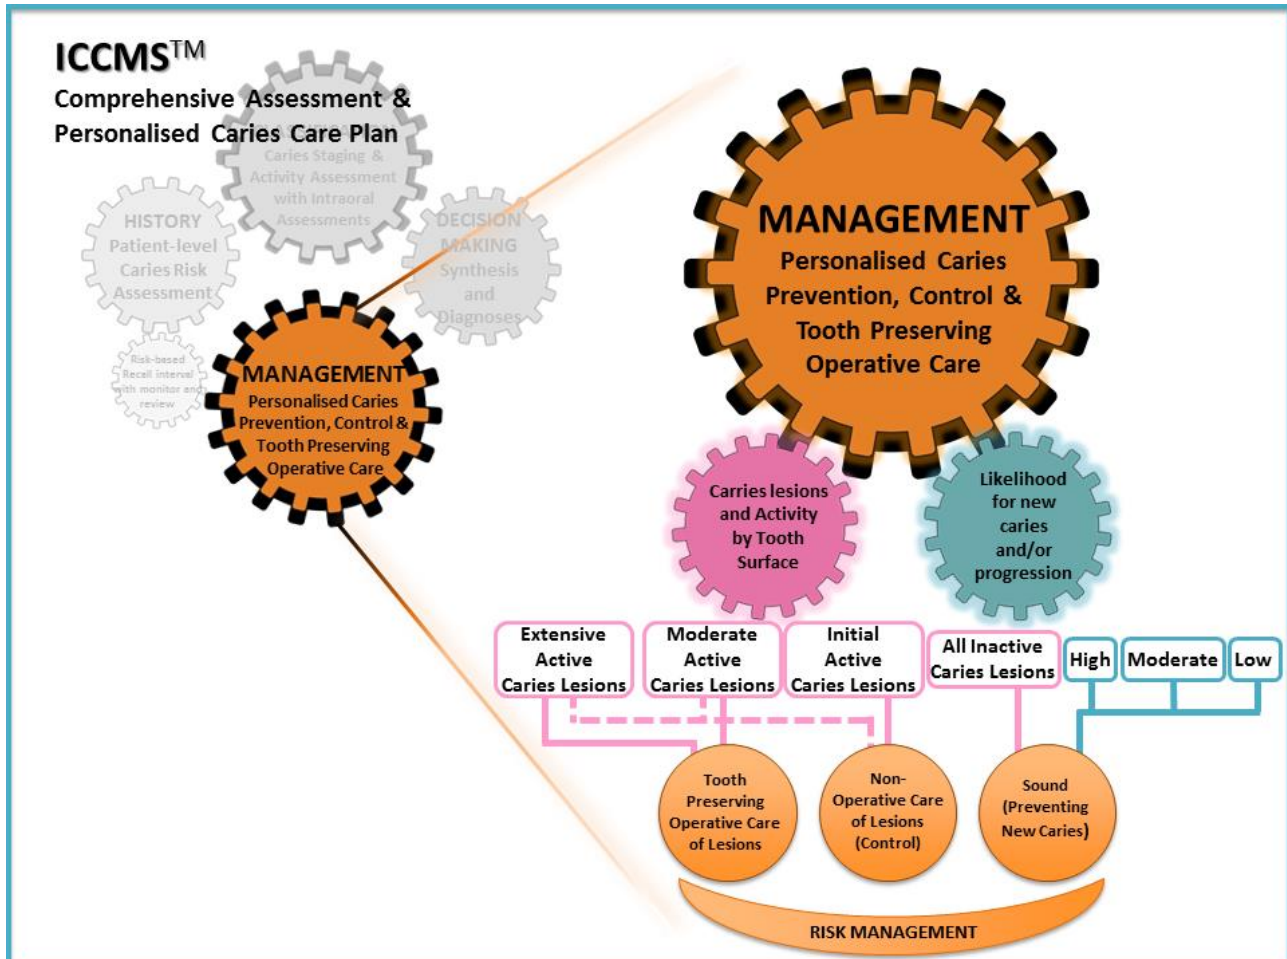 ICCMS™
Comprehensive Assessment &
Personalised Caries Care Plan
Caries Staging &
Activity Assessment
with Intraoral
Assessments
HISTORY
Patient-level
Caries Risk
Assessment
DECISION
MAKING
Synthesis
and
Diagnoses
Risk-based
Recall interval
with monitor and
review
MANAGEMENT
Personalised Caries
Prevention, Control &
Tooth Preserving
Operative Care
MANAGEMENT
Personalised Caries
Prevention, Control &
Tooth Preserving
Operative Care
Carries lesions
and Activity
by Tooth
Surface
Likelihood
for new
caries
and/or
progression
Extensive
Active
Caries Lesions
Moderate
Active
Caries Lesions
Initial
Active
Caries Lesions
All Inactive
Caries Lesions
High
Moderate
Low
Tooth
Preserving
Operative Care
of Lesions
Non-
Operative Care
of Lesions
(Control)
Sound
(Preventing
New Caries)
RISK MANAGEMENT